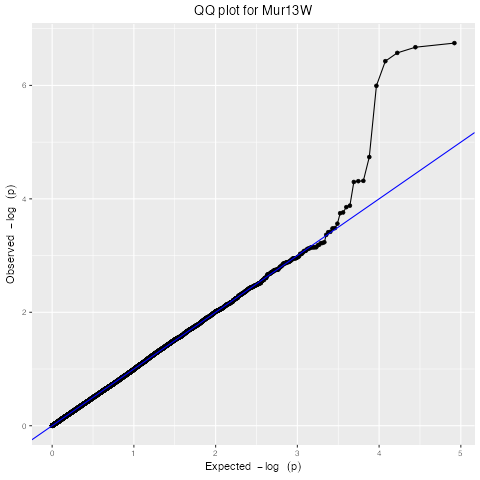 QQ plot for Mur13W
6
4
2
0
Observed −log (p)
0 1 2 3 4 5
Expected −log (p)